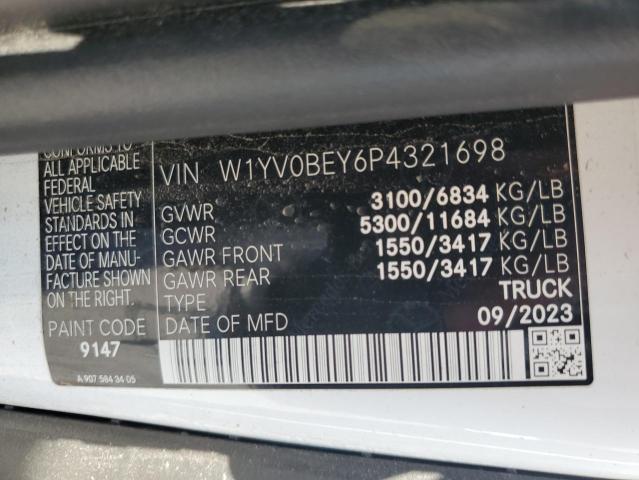 CONFORMS TO
ALL APPLICABLE
FEDERAL
VEHICLE SAFETY
STANDARDS IN
EFFECT ON THE
DATE OF MANU-
FACTURE SHOWN
ON THE RIGHT.
PAINT CODE
9147
A 907 584 34 05
VIN W1YV0BEY6P4321698
GVWR 3100/6834 KG/LB
GCWR 5300/11684 KG/LB
GAWR FRONT 1550/3417 KG/LB
GAWR REAR 1550/3417 KG/LB
TYPE TRUCK
DATE OF MFD 09/2023